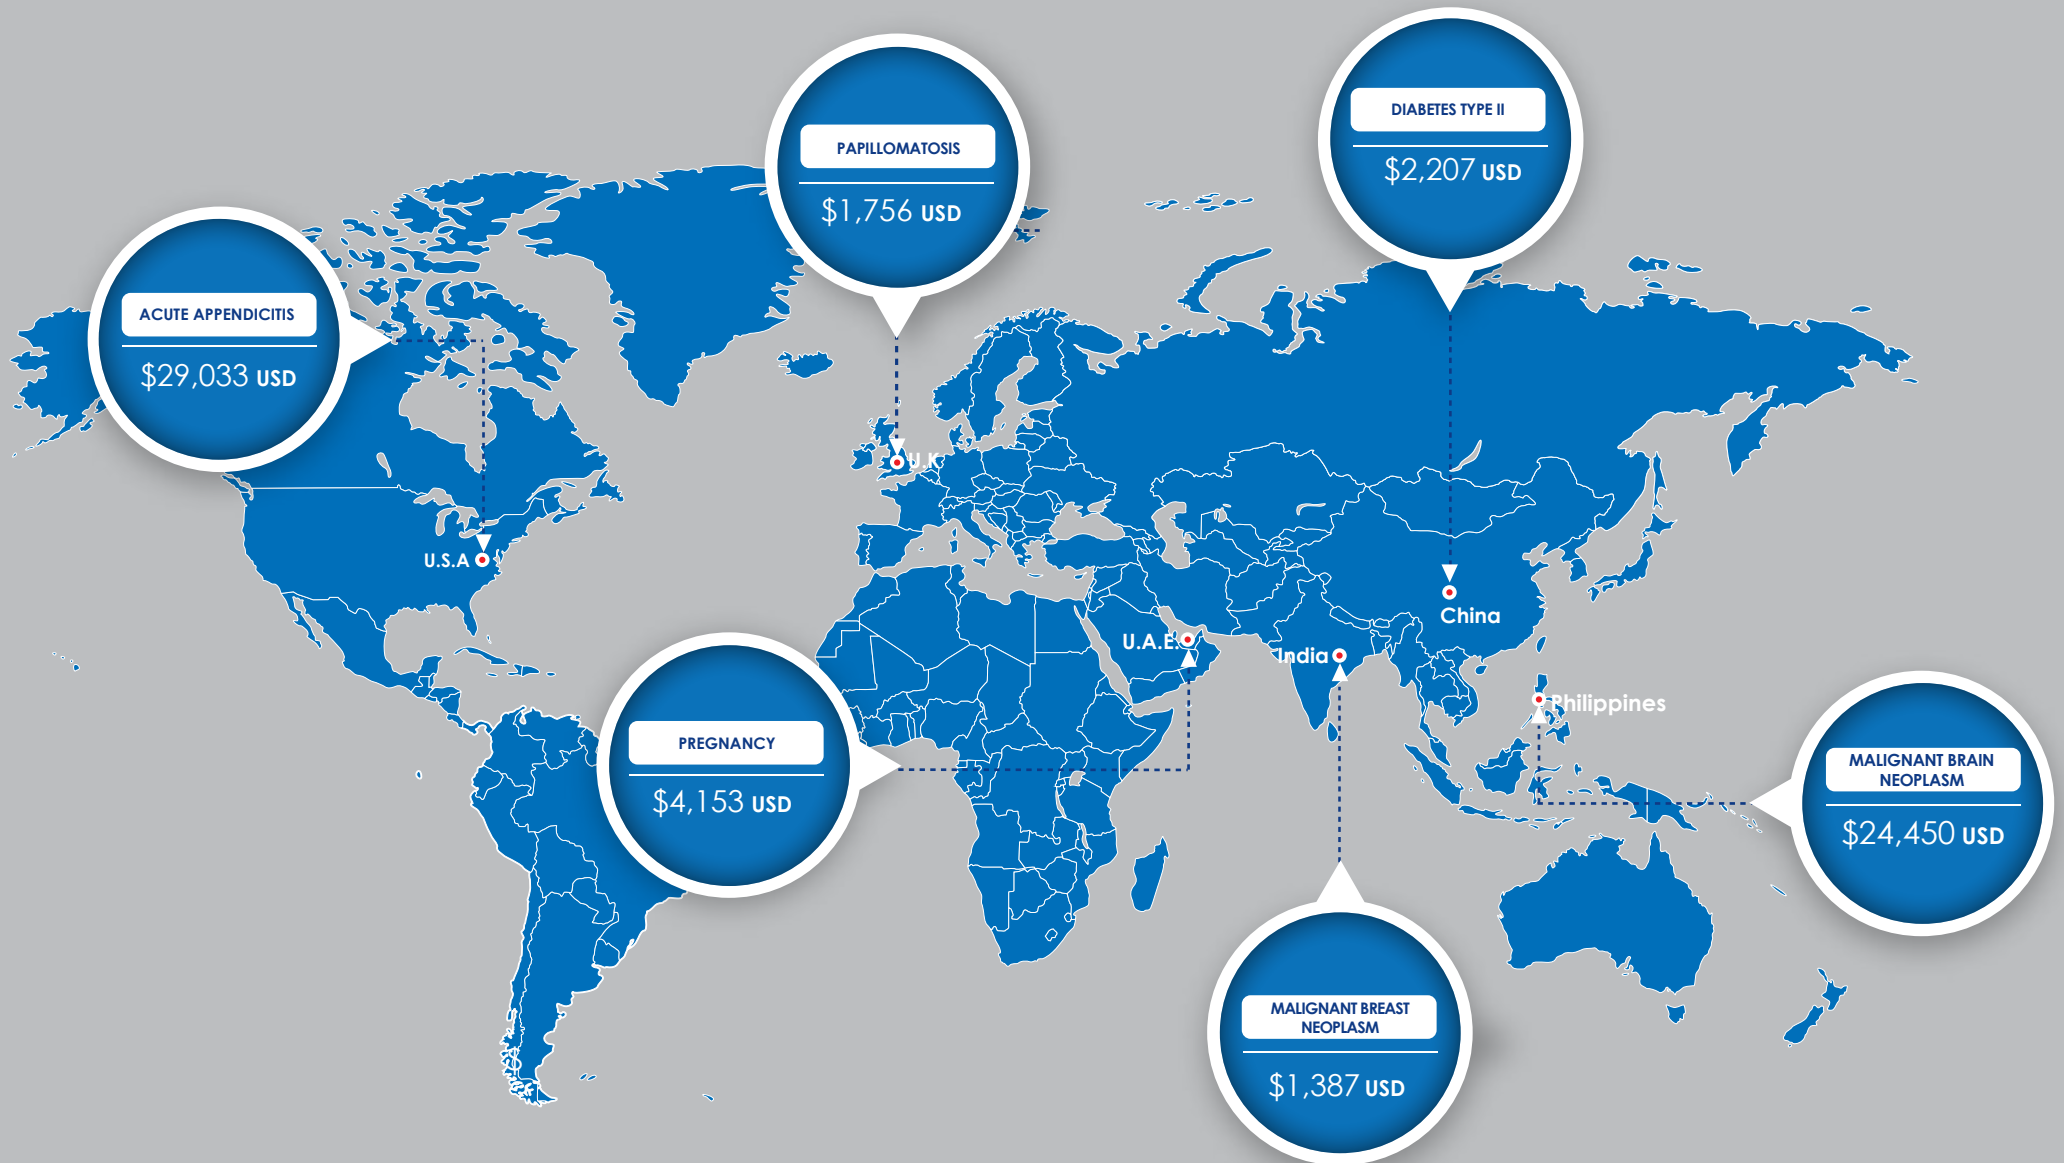 DIABETES TYPE II
$2,207 USD
PAPILLOMATOSIS
$1,756 USD
ACUTE APPENDICITIS
$29,033 USD
U.K
U.S.A
China
U.A.E.
India
Philippines
PREGNANCY
$4,153 USD
MALIGNANT BRAIN
NEOPLASM
$24,450 USD
MALIGNANT BREAST
NEOPLASM
$1,387 USD
$